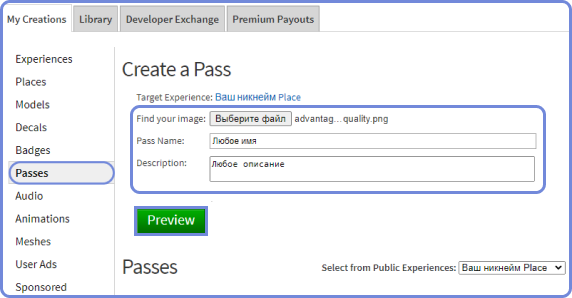 My Creations
Library
Developer Exchange
Premium Payouts
Experiences
Places
Models
Decals
Badges
Passes
Audio
Animations
Meshes
User Ads
Sponsored
Create a Pass
Target Experience: Ваш никнейм Place
Find your image: Выберите файл advantag…quality.png
Pass Name: Любое имя
Description: Любое описание
Preview
Passes
Select from Public Experiences: Ваш никнейм Place